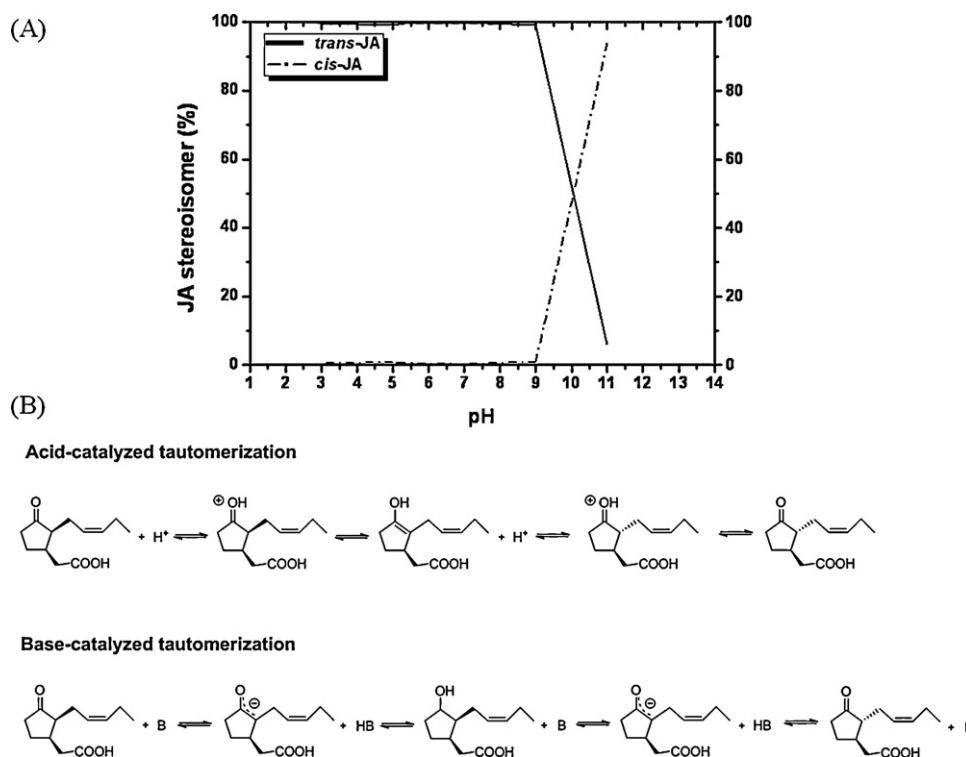 (A)
100
80
60
40
20
0
JA stereoisomer (%)
trans-JA
cis-JA
100
80
60
40
20
0
1 2 3 4 5 6 7 8 9 10 11 12 13 14
pH
(B)
Acid-catalyzed tautomerization
O ⊕OH OH ⊕OH O
+ H⁺ ⇌ ⇌ + H⁺ ⇌ ⇌
COOH COOH COOH COOH COOH
Base-catalyzed tautomerization
O O ⊖ OH O ⊖ O
+ B ⇌ + HB ⇌ + B ⇌ + HB ⇌ +
COOH COOH COOH COOH COOH